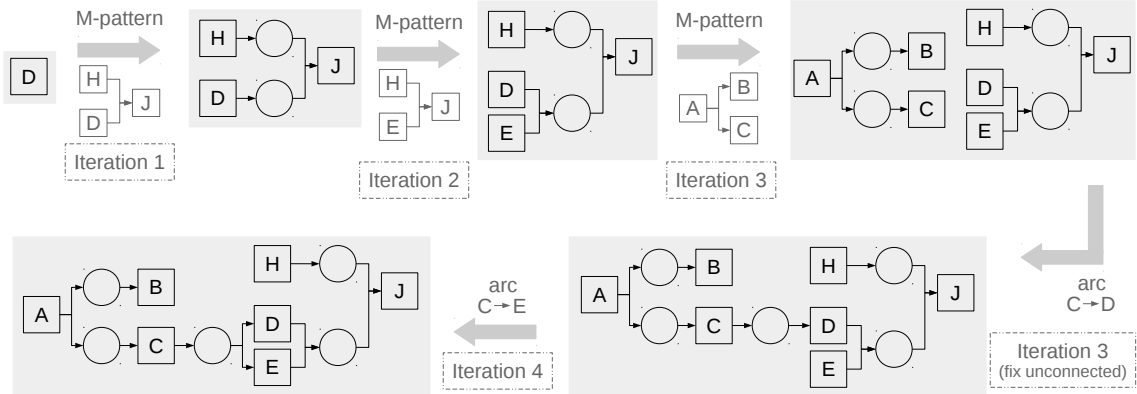 D
M-pattern
H
D
J
Iteration 1
H
D
J
M-pattern
H
E
J
Iteration 2
H
D
E
J
M-pattern
A
B
C
Iteration 3
A
B
C
H
D
E
J
arc
C→D
Iteration 3
(fix unconnected)
A
B
C
H
D
E
J
arc
C→E
Iteration 4
A
B
C
H
D
E
J